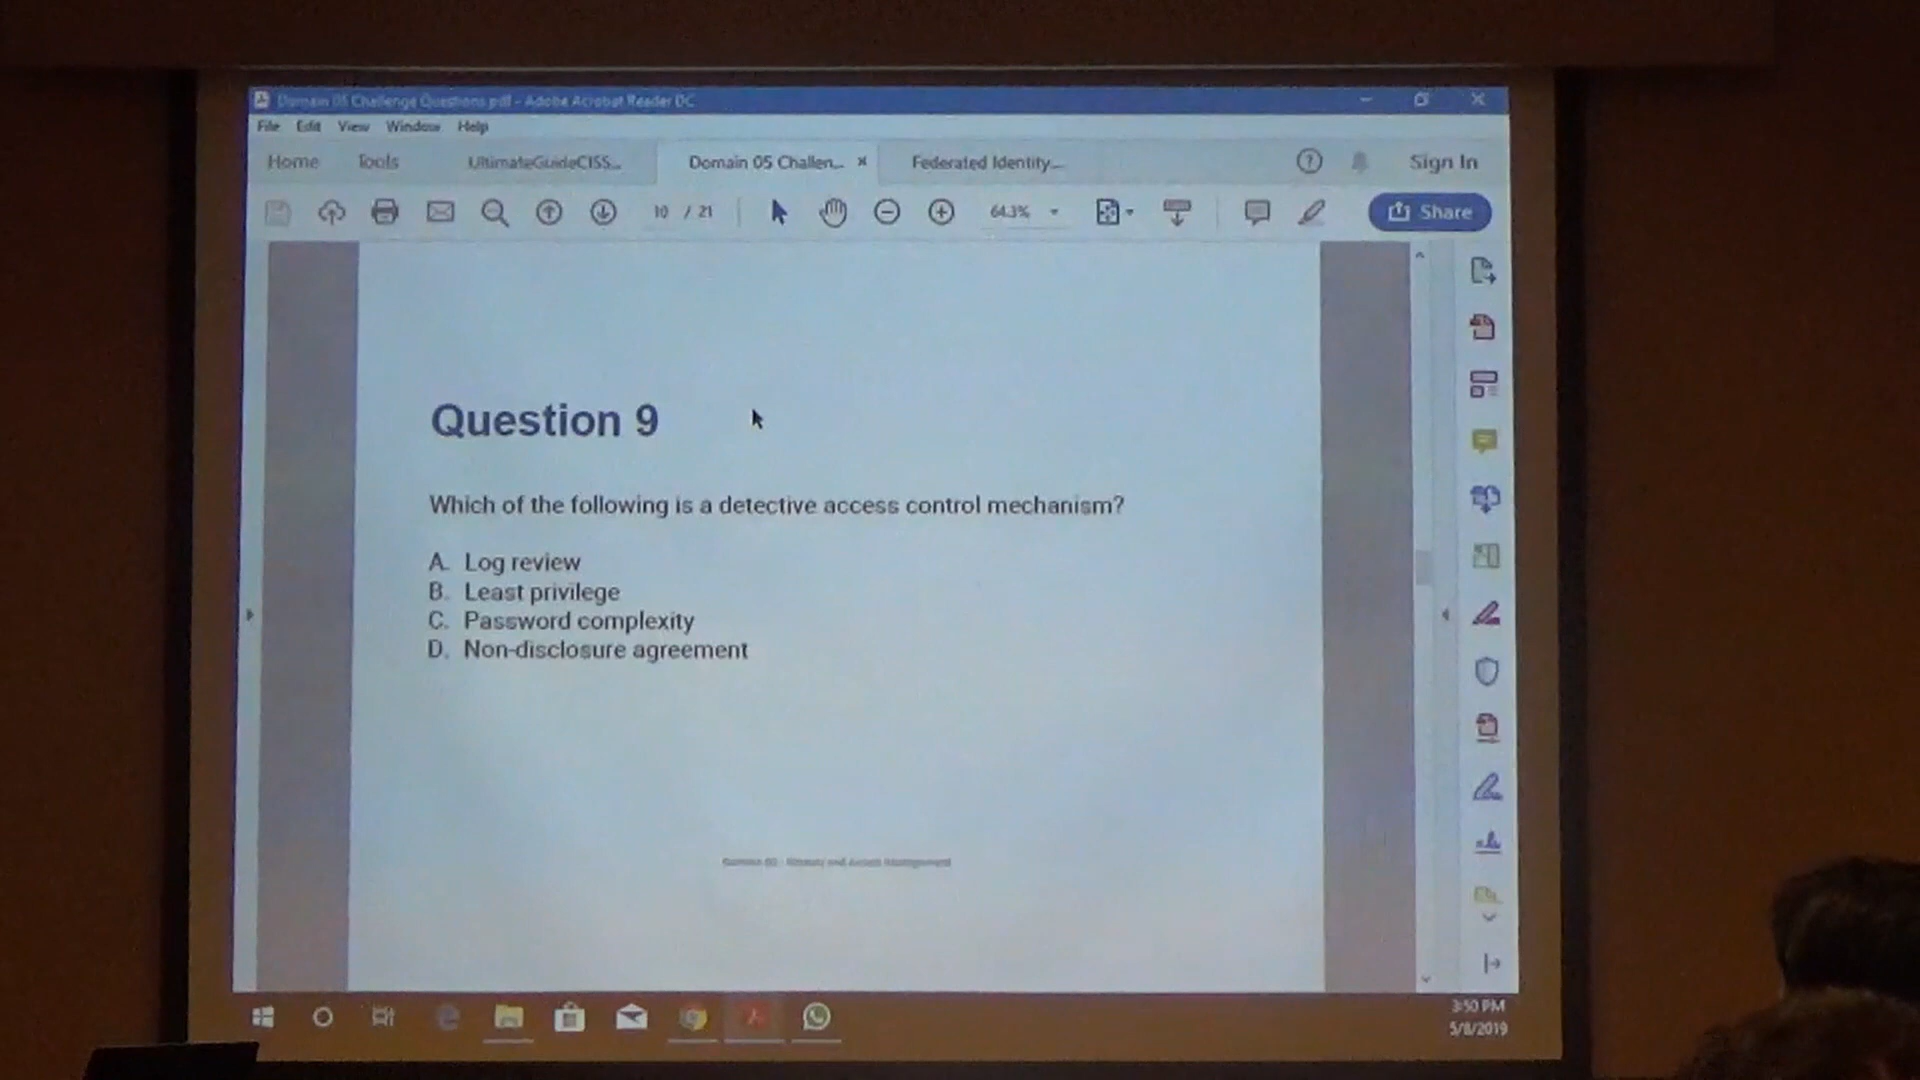 Domain 05 Challenge Questions.pdf - Adobe Acrobat Reader DC
File Edit View Window Help
Home Tools UltimateGuideCISS... Domain 05 Challen... × Federated Identity... Sign In
10 / 21 64.3% Share
Question 9
Which of the following is a detective access control mechanism?
A. Log review
B. Least privilege
C. Password complexity
D. Non-disclosure agreement
3:50 PM
5/8/2019